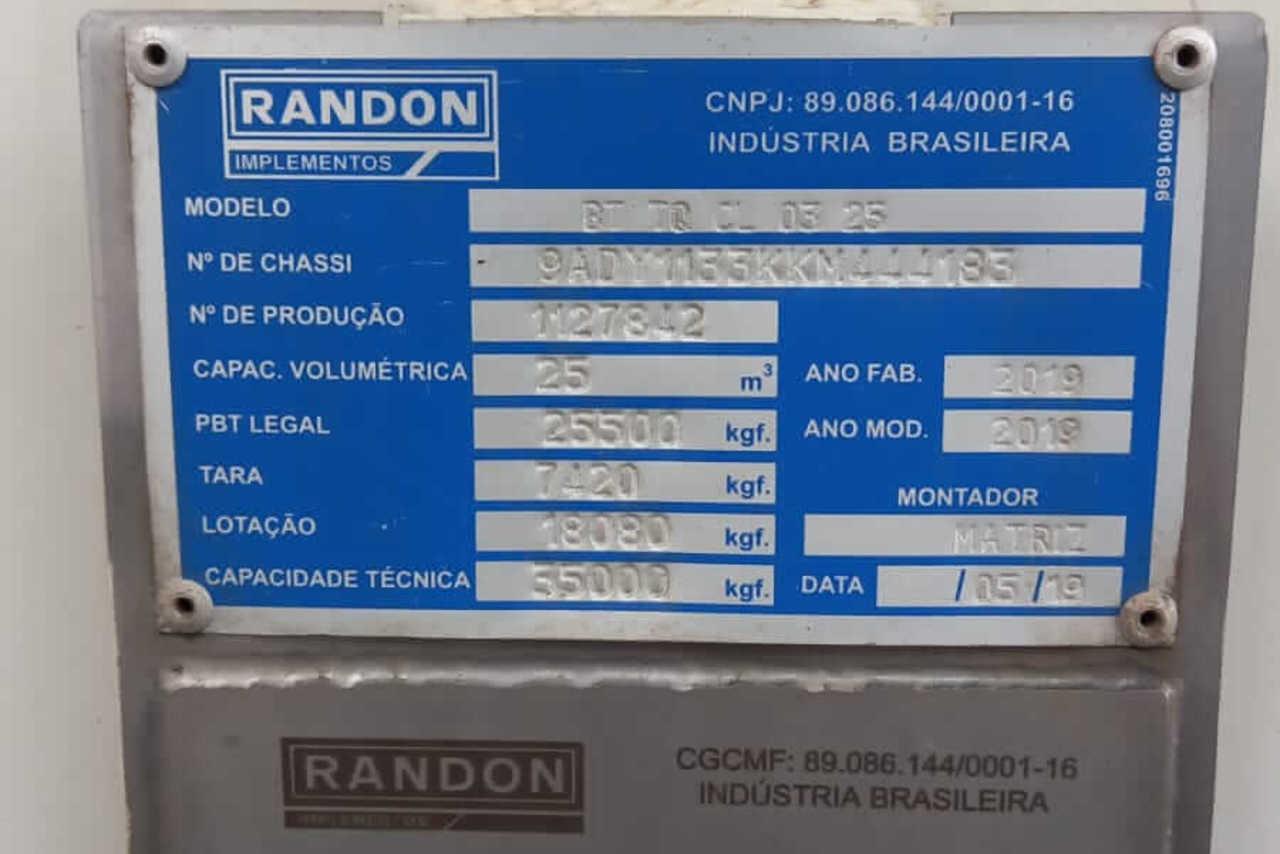 RANDON
IMPLEMENTOS
CNPJ: 89.086.144/0001-16
INDÚSTRIA BRASILEIRA
208001696
MODELO BT TQ CL 03 25
Nº DE CHASSI 9ADY1133KKM444183
Nº DE PRODUÇÃO 1127842
CAPAC. VOLUMÉTRICA 25 m³ ANO FAB. 2019
PBT LEGAL 25500 kgf. ANO MOD. 2019
TARA 7420 kgf.
MONTADOR
LOTAÇÃO 18080 kgf. MATRIZ
CAPACIDADE TÉCNICA 35000 kgf. DATA /05/19
RANDON
IMPLEMENTOS
CGCMF: 89.086.144/0001-16
INDÚSTRIA BRASILEIRA